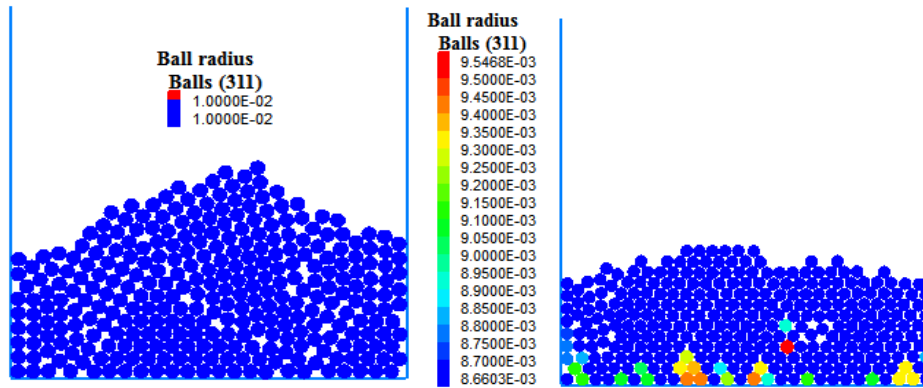 Ball radius
Balls (311)
1.0000E-02
1.0000E-02
Ball radius
Balls (311)
9.5468E-03
9.5000E-03
9.4500E-03
9.4000E-03
9.3500E-03
9.3000E-03
9.2500E-03
9.2000E-03
9.1500E-03
9.1000E-03
9.0500E-03
9.0000E-03
8.9500E-03
8.9000E-03
8.8500E-03
8.8000E-03
8.7500E-03
8.7000E-03
8.6603E-03